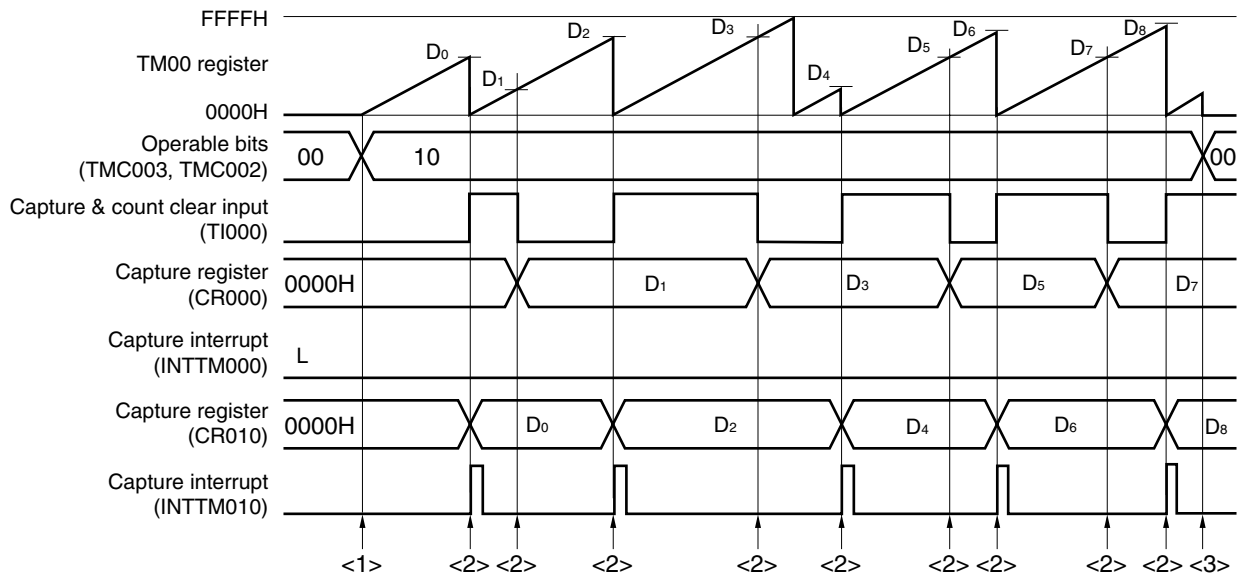 FFFFH
TM00 register
0000H
D0 D1 D2 D3 D4 D5 D6 D7 D8
Operable bits
(TMC003, TMC002)
00 10 00
Capture & count clear input
(TI000)
Capture register
(CR000)
0000H D1 D3 D5 D7
Capture interrupt
(INTTM000)
L
Capture register
(CR010)
0000H D0 D2 D4 D6 D8
Capture interrupt
(INTTM010)
<1> <2> <2> <2> <2> <2> <2> <2> <2> <2> <3>